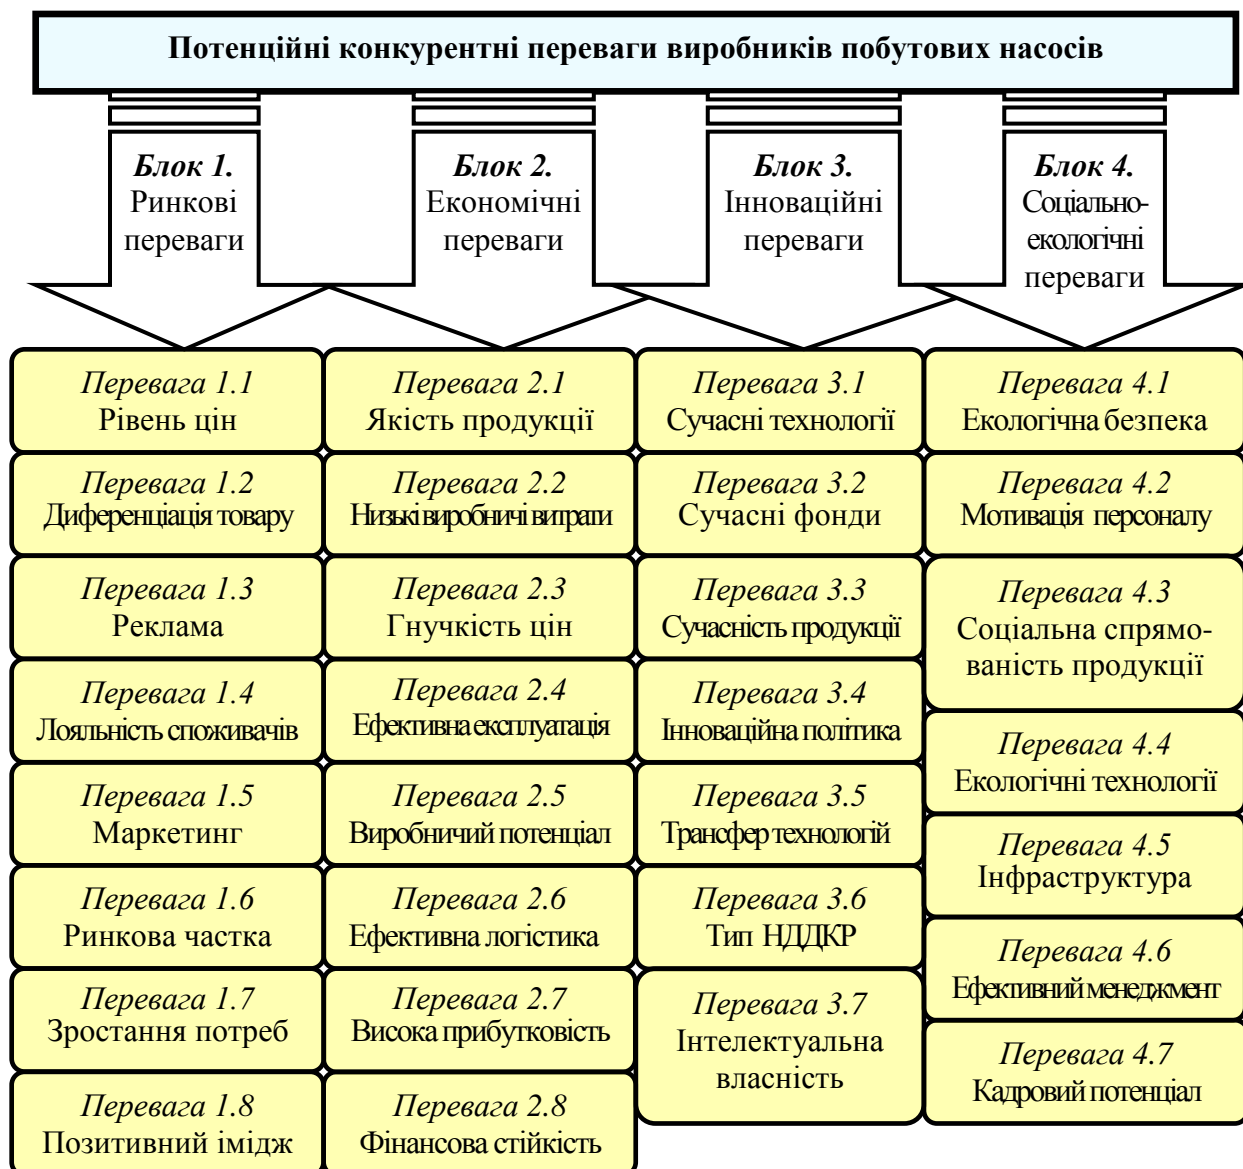 Потенційні конкурентні переваги виробників побутових насосів
Блок 1.
Ринкові
переваги
Блок 2.
Економічні
переваги
Блок 3.
Інноваційні
переваги
Блок 4.
Соціально-
екологічні
переваги
Перевага 1.1
Рівень цін
Перевага 1.2
Диференціація товару
Перевага 1.3
Реклама
Перевага 1.4
Лояльність споживачів
Перевага 1.5
Маркетинг
Перевага 1.6
Ринкова частка
Перевага 1.7
Зростання потреб
Перевага 1.8
Позитивний імідж
Перевага 2.1
Якість продукції
Перевага 2.2
Низькі виробничі витрати
Перевага 2.3
Гнучкість цін
Перевага 2.4
Ефективна експлуатація
Перевага 2.5
Виробничий потенціал
Перевага 2.6
Ефективна логістика
Перевага 2.7
Висока прибутковість
Перевага 2.8
Фінансова стійкість
Перевага 3.1
Сучасні технології
Перевага 3.2
Сучасні фонди
Перевага 3.3
Сучасність продукції
Перевага 3.4
Інноваційна політика
Перевага 3.5
Трансфер технологій
Перевага 3.6
Тип НДДКР
Перевага 3.7
Інтелектуальна
власність
Перевага 4.1
Екологічна безпека
Перевага 4.2
Мотивація персоналу
Перевага 4.3
Соціальна спрямо-
ваність продукції
Перевага 4.4
Екологічні технології
Перевага 4.5
Інфраструктура
Перевага 4.6
Ефективний менеджмент
Перевага 4.7
Кадровий потенціал